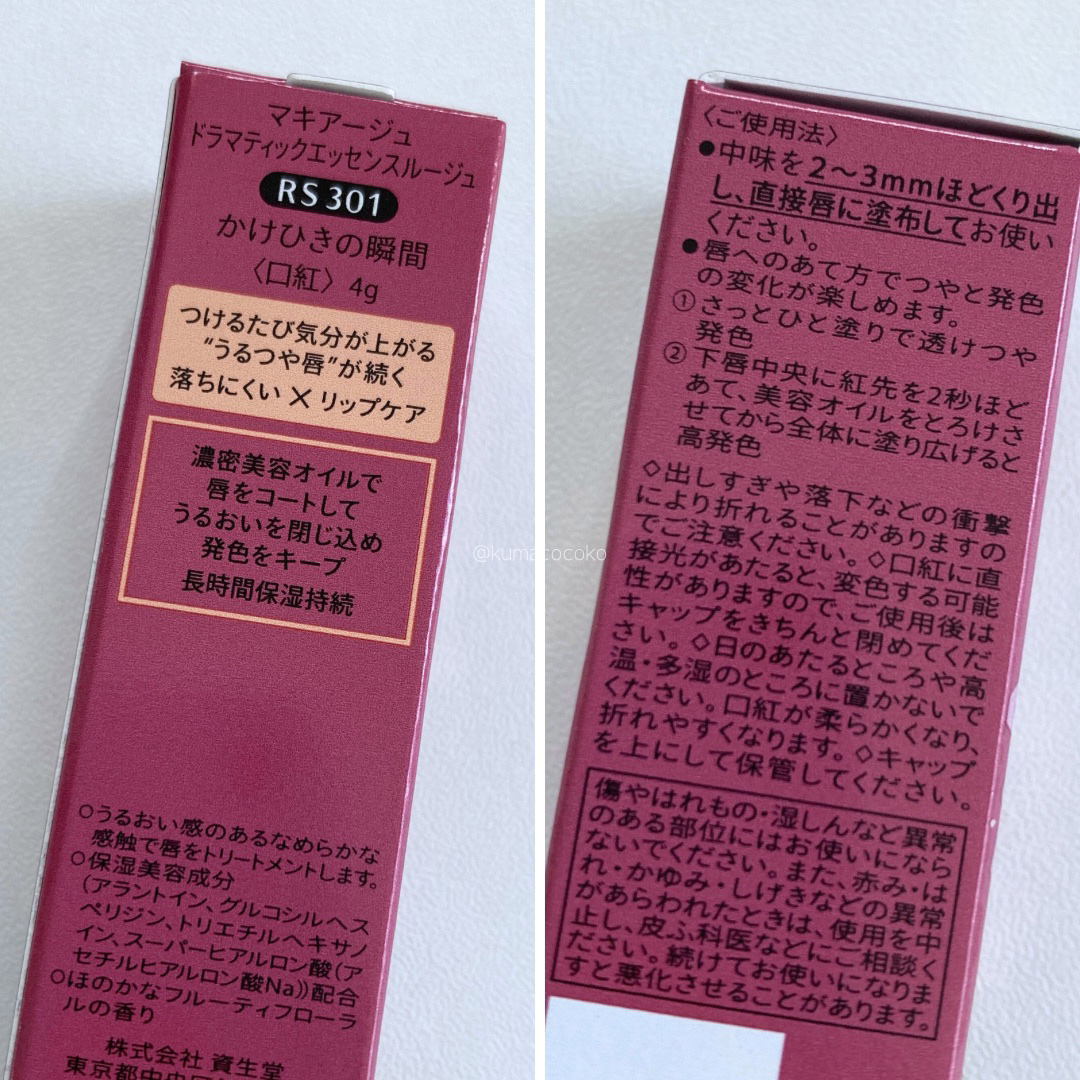 マキアージュ
ドラマティックエッセンスルージュ
RS 301
かけひきの瞬間
〈口紅〉4g
つけるたび気分が上がる
“うるつや唇”が続く
落ちにくい×リップケア
濃密美容オイルで
唇をコートして
うるおいを閉じ込め
発色をキープ
長時間保湿持続
○うるおい感のあるなめらかな
感触で唇をトリートメントします。
○保湿美容成分
(アラントイン、グルコシルヘス
ペリジン、トリエチルヘキサノ
イン、スーパーヒアルロン酸(ア
セチルヒアルロン酸Na))配合
○ほのかなフルーティフローラ
ルの香り
株式会社 資生堂
東京都中央区
〈ご使用法〉
●中味を2〜3mmほどくり出
し、直接唇に塗布してお使い
ください。
●唇へのあて方でつやと発色
の変化が楽しめます。
①さっとひと塗りで透けつや
発色
②下唇中央に紅先を2秒ほど
あて、美容オイルをとろけさ
せてから全体に塗り広げると
高発色
◇出しすぎや落下などの衝撃
により折れることがありますの
でご注意ください。◇口紅に直
接光があたると、変色する可能
性がありますので、ご使用後は
キャップをきちんと閉めてくだ
さい。◇日のあたるところや高
温・多湿のところに置かないで
ください。口紅が柔らかくなり、
折れやすくなります。◇キャップ
を上にして保管してください。
傷やはれもの・湿しんなど異常
のある部位にはお使いになら
ないでください。また、赤み・は
れ・かゆみ・しげきなどの異常
があらわれたときは、使用を中
止し、皮ふ科医などにご相談く
ださい。続けてお使いになりま
すと悪化させることがあります。
@kumacocoko